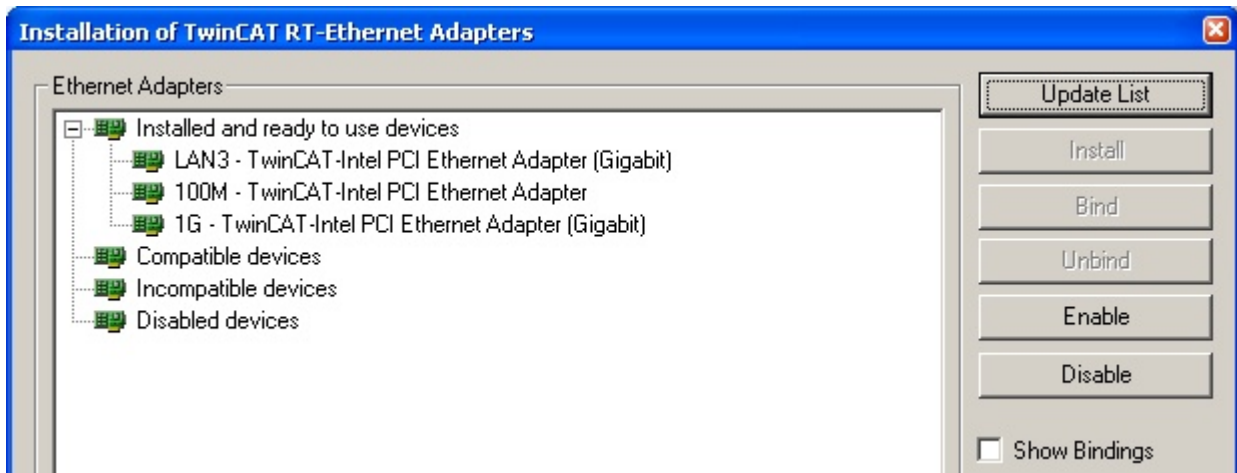 Installation of TwinCAT RT-Ethernet Adapters
Ethernet Adapters
Installed and ready to use devices
LAN3 - TwinCAT-Intel PCI Ethernet Adapter (Gigabit)
100M - TwinCAT-Intel PCI Ethernet Adapter
1G - TwinCAT-Intel PCI Ethernet Adapter (Gigabit)
Compatible devices
Incompatible devices
Disabled devices
Update List
Install
Bind
Unbind
Enable
Disable
Show Bindings